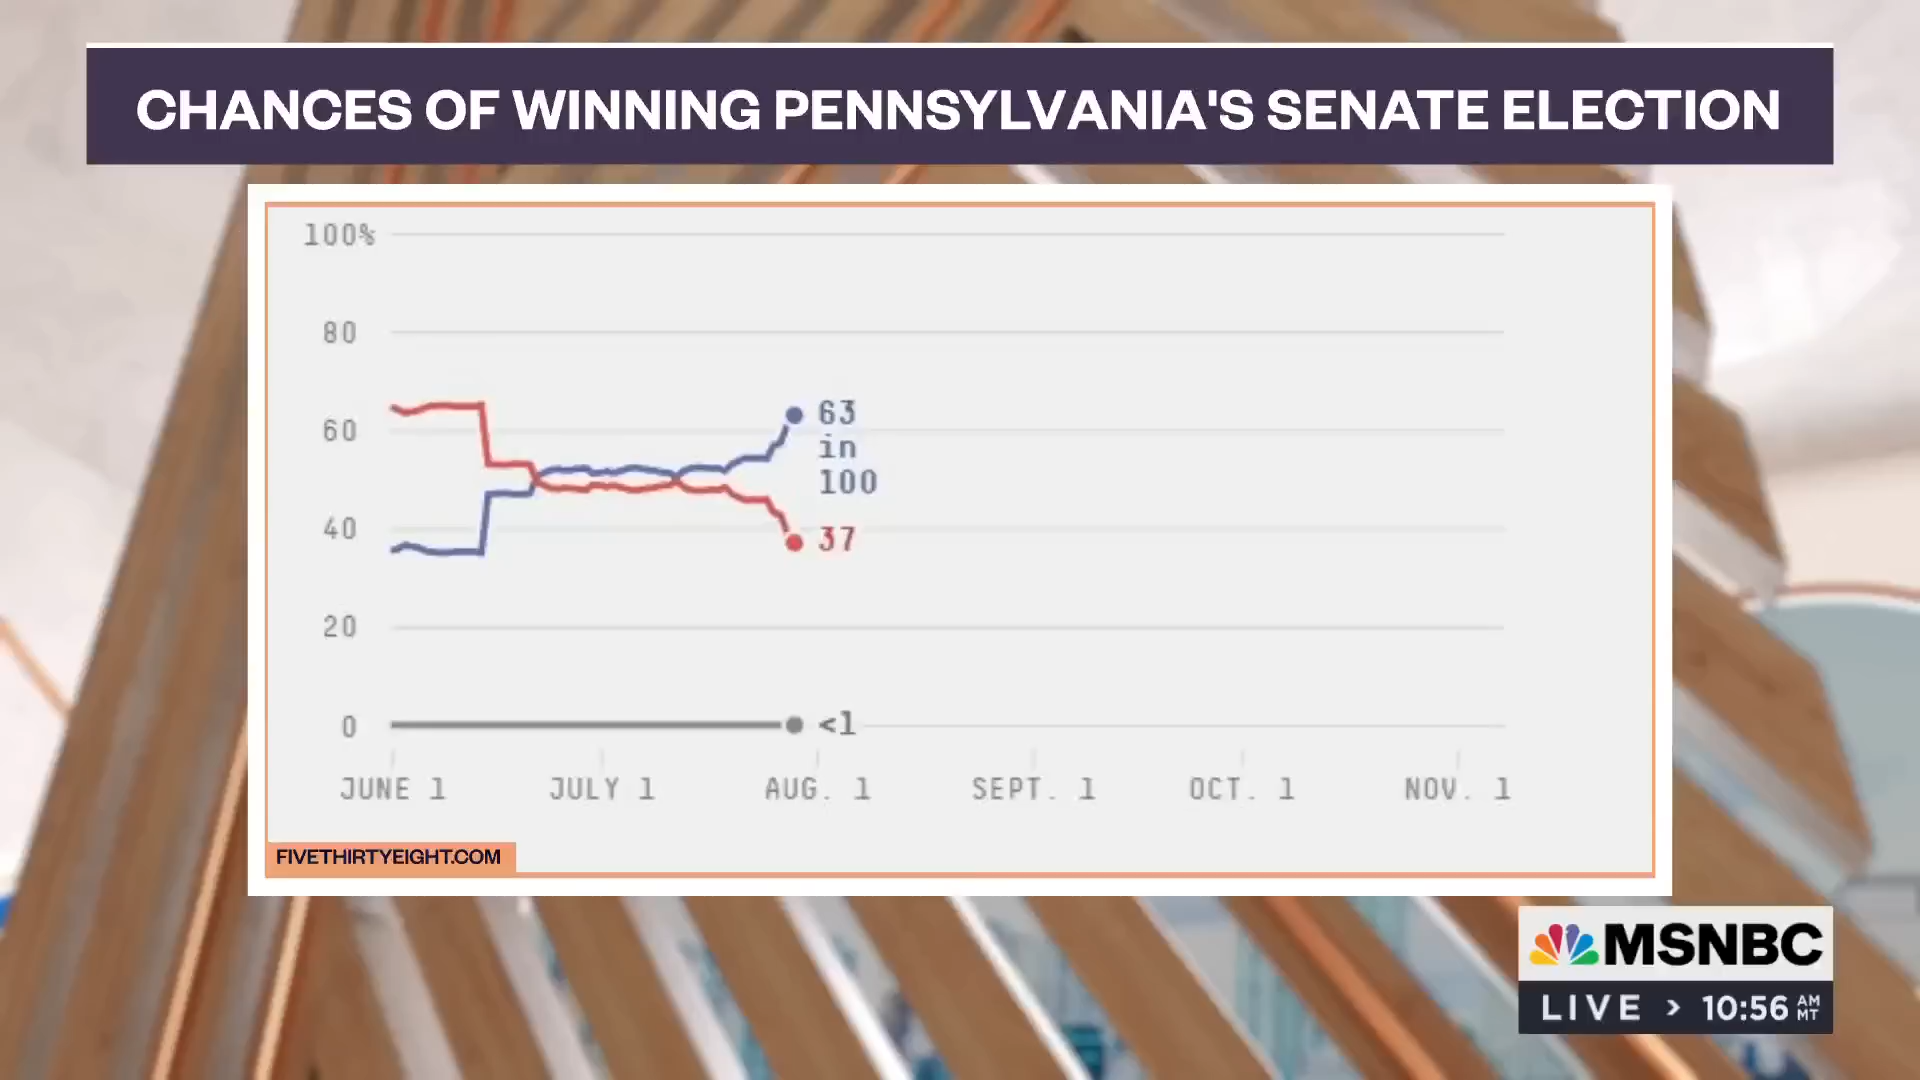 CHANCES OF WINNING PENNSYLVANIA'S SENATE ELECTION
100%
80
60
40
20
0
63
in
100
37
<1
JUNE 1 JULY 1 AUG. 1 SEPT. 1 OCT. 1 NOV. 1
FIVETHIRTYEIGHT.COM
MSNBC
LIVE > 10:56 AM MT